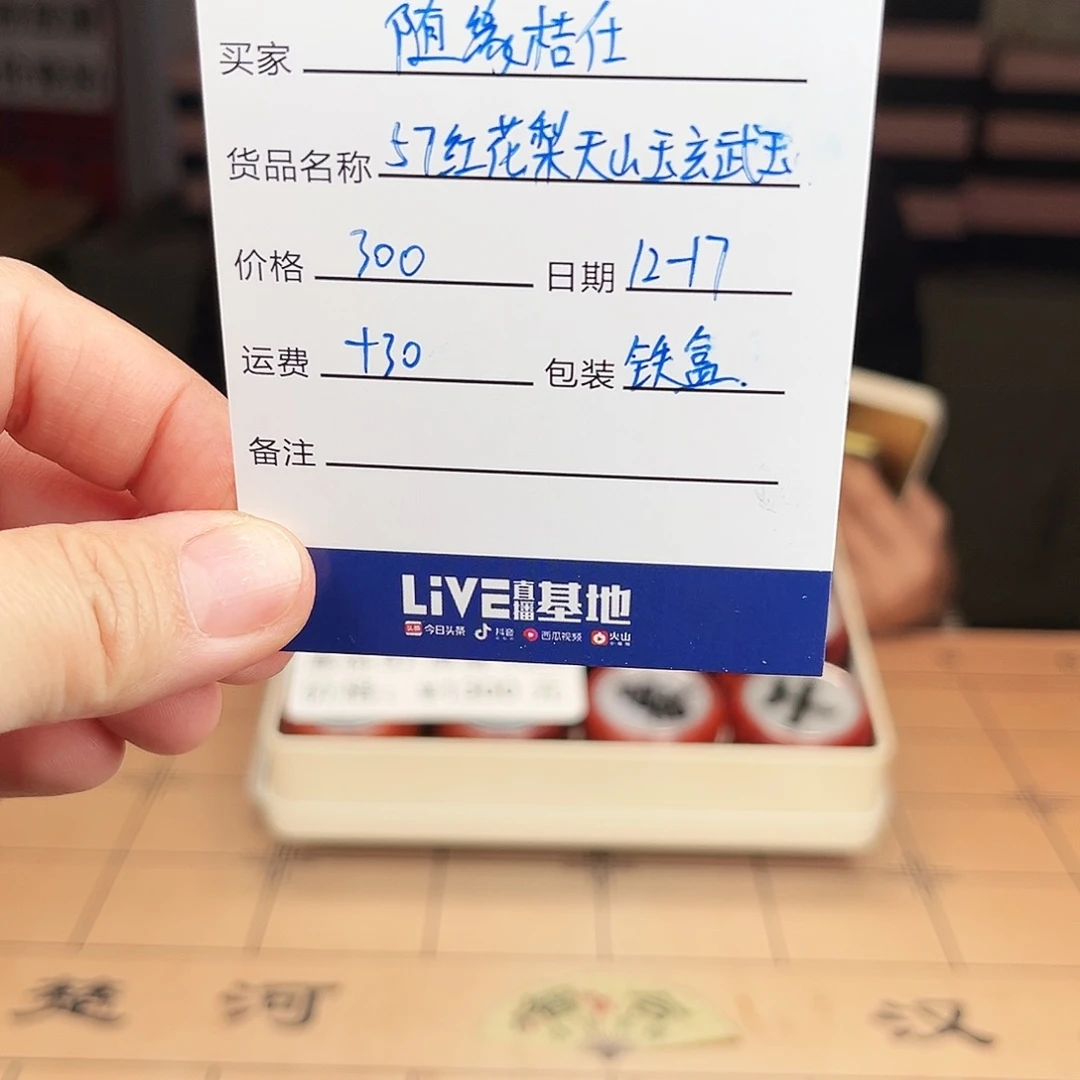 买家 随缘桔仕
货品名称 57红花梨天山玉玄武玉
价格 300 日期 12-17
运费 +30 包装 铁盒.
备注
LiVE直播基地
头条 今日头条 抖音 西瓜视频 火山
楚 河 汉